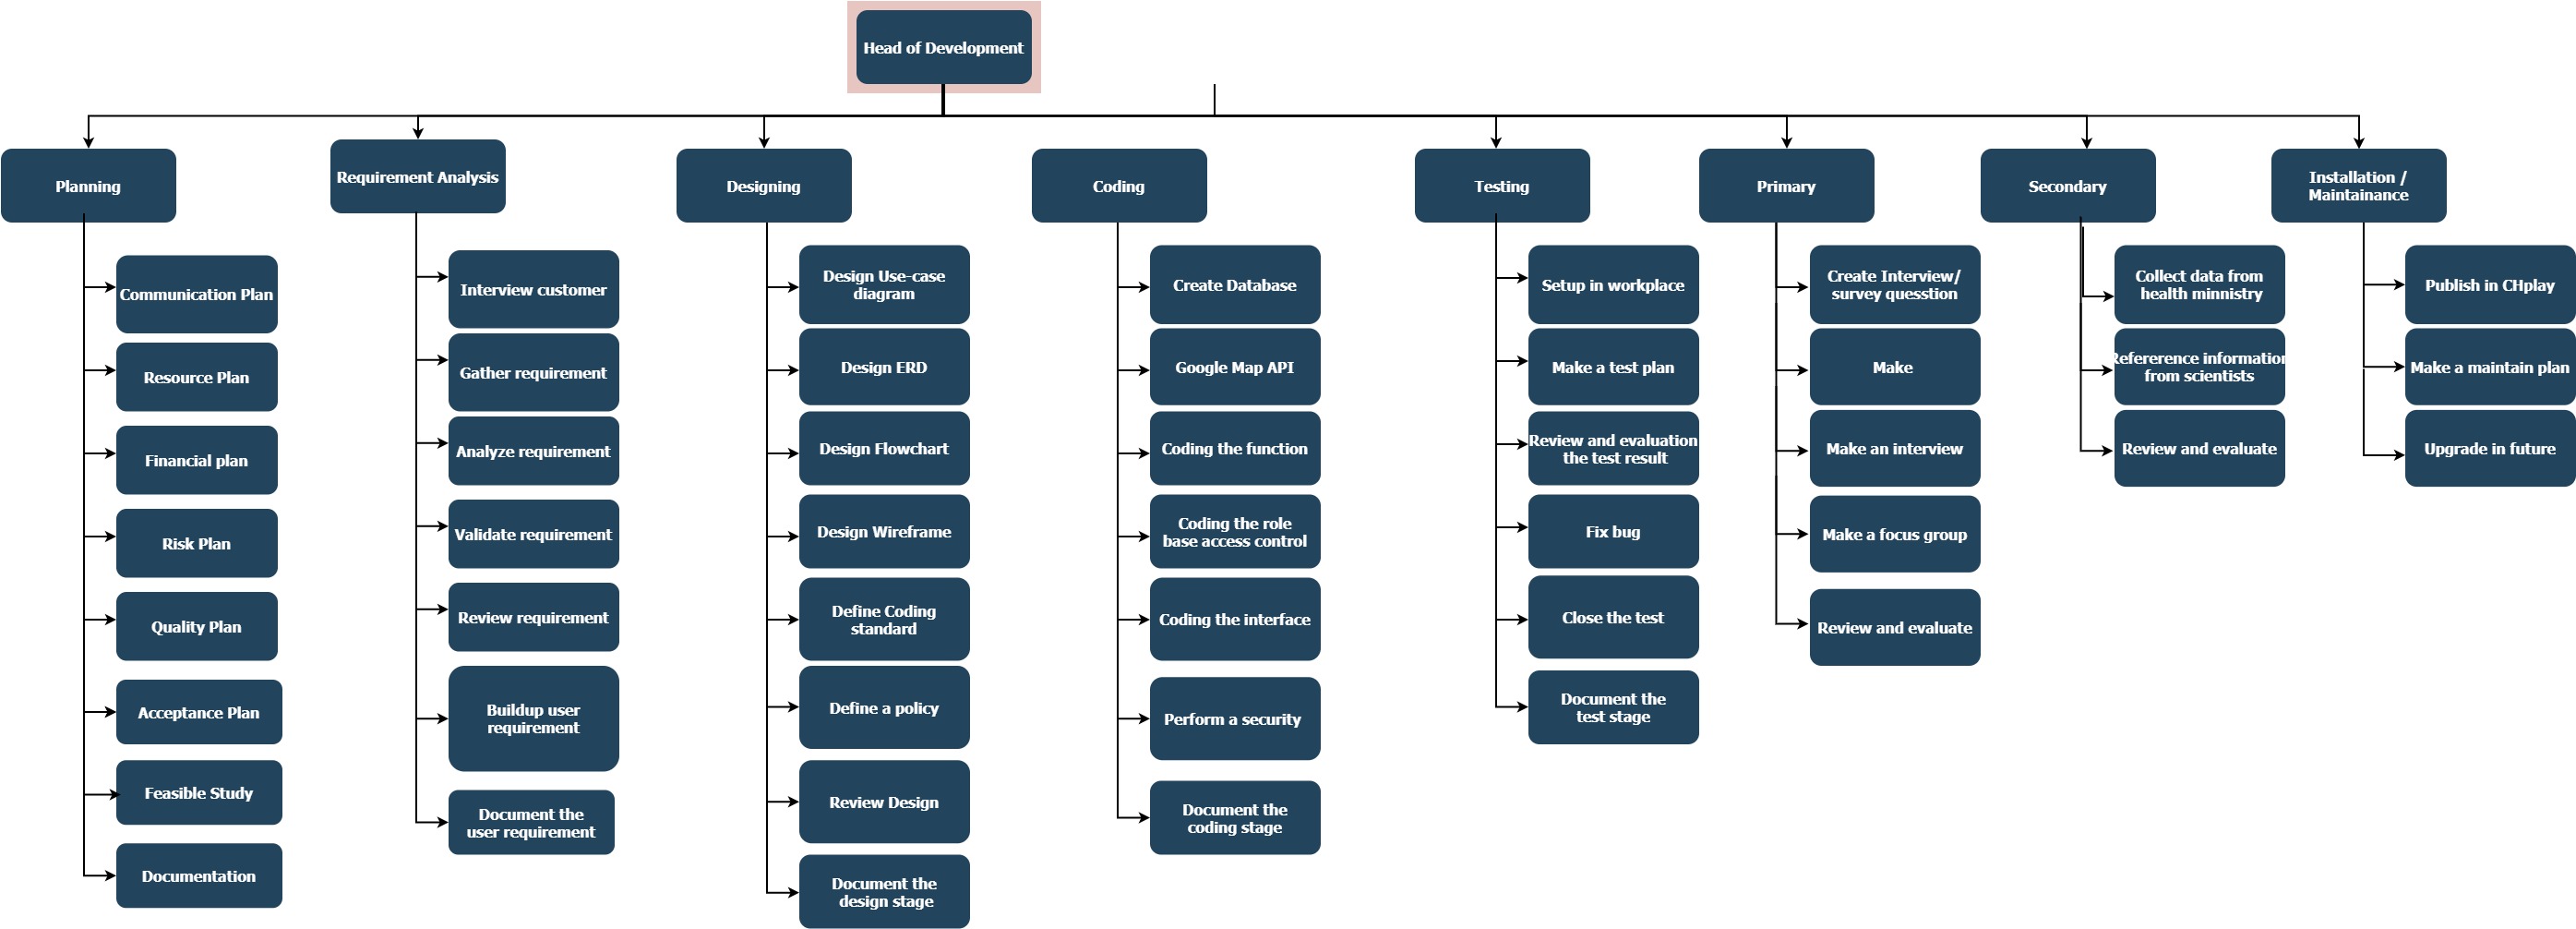 Head of Development
Planning
Communication Plan
Resource Plan
Financial plan
Risk Plan
Quality Plan
Acceptance Plan
Feasible Study
Documentation
Requirement Analysis
Interview customer
Gather requirement
Analyze requirement
Validate requirement
Review requirement
Buildup user
requirement
Document the
user requirement
Designing
Design Use-case
diagram
Design ERD
Design Flowchart
Design Wireframe
Define Coding
standard
Define a policy
Review Design
Document the
design stage
Coding
Create Database
Google Map API
Coding the function
Coding the role
base access control
Coding the interface
Perform a security
Document the
coding stage
Testing
Setup in workplace
Make a test plan
Review and evaluation
the test result
Fix bug
Close the test
Document the
test stage
Primary
Create Interview/
survey quesstion
Make
Make an interview
Make a focus group
Review and evaluate
Secondary
Collect data from
health minnistry
Refererence information
from scientists
Review and evaluate
Installation /
Maintainance
Publish in CHplay
Make a maintain plan
Upgrade in future